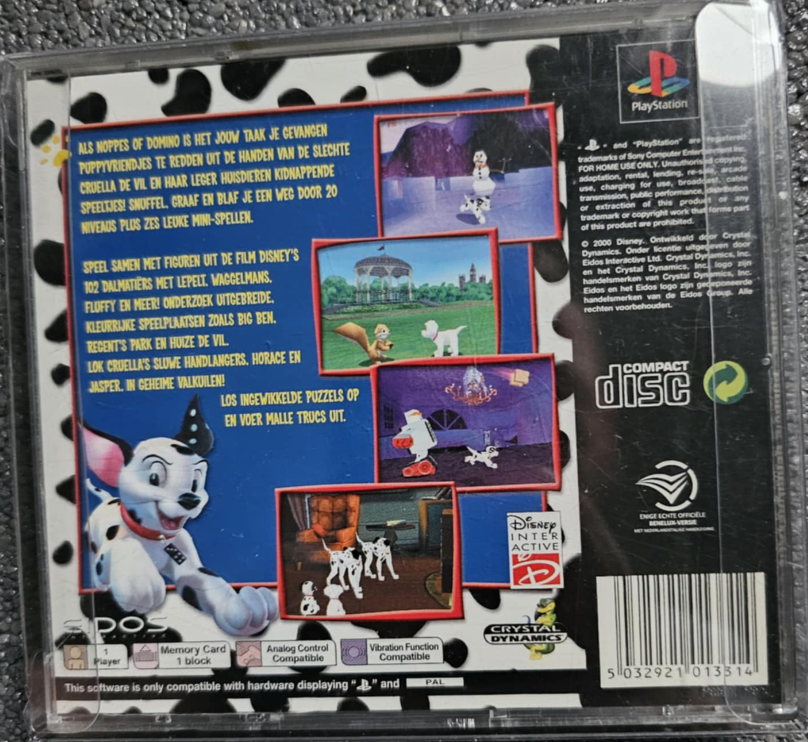 ALS NOPPES OF DOMINO IS HET JOUW TAAK JE GEVANGEN
PUPPYVRIENDJES TE REDDEN UIT DE HANDEN VAN DE SLECHTE
CRUELLA DE VIL EN HAAR LEGER HUISDIEREN KIDNAPPENDE
SPEELTJES! SNUFFEL, GRAAF EN BLAF JE EEN WEG DOOR 20
NIVEAUS PLUS ZES LEUKE MINI-SPELLEN.
SPEEL SAMEN MET FIGUREN UIT DE FILM DISNEY'S
102 DALMATIËRS MET LEPELT, WAGGELMANS,
FLUFFY EN MEER! ONDERZOEK UITGEBREIDE,
KLEURRIJKE SPEELPLAATSEN ZOALS BIG BEN,
REGENT'S PARK EN HUIZE DE VIL.
LOK CRUELLA'S SLUWE HANDLANGERS, HORACE EN
JASPER, IN GEHEIME VALKUILEN!
LOS INGEWIKKELDE PUZZELS OP
EN VOER MALLE TRUCS UIT.
Disney
INTER
ACTIVE
D
EIDOS
INTERACTIVE
CRYSTAL
DYNAMICS
1
Player
Memory Card
1 block
Analog Control
Compatible
Vibration Function
Compatible
This software is only compatible with hardware displaying " " and PAL
PlayStation
and "PlayStation" are registered
trademarks of Sony Computer Entertainment Inc.
FOR HOME USE ONLY. Unauthorised copying,
adaptation, rental, lending, re-sale, arcade
use, charging for use, broadcast, cable
transmission, public performance, distribution
or extraction of this product or any
trademark or copyright work that forms part
of this product are prohibited.
© 2000 Disney. Ontwikkeld door Crystal
Dynamics. Onder licentie uitgegeven door
Eidos Interactive Ltd. Crystal Dynamics, Inc.
en het Crystal Dynamics, Inc. logo zijn
handelsmerken van Crystal Dynamics, Inc.
Eidos en het Eidos logo zijn gedeponeerde
handelsmerken van de Eidos Group. Alle
rechten voorbehouden.
COMPACT
disc
ENIGE ECHTE OFFICIËLE
BENELUX-VERSIE
MET NEDERLANDSTALIGE HANDLEIDING
5 032921 013314